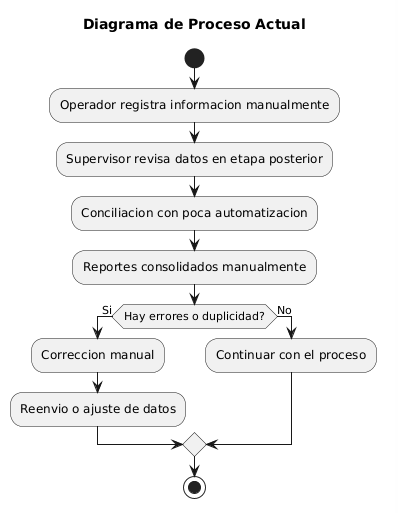 Diagrama de Proceso Actual
Operador registra informacion manualmente
Supervisor revisa datos en etapa posterior
Conciliacion con poca automatizacion
Reportes consolidados manualmente
Hay errores o duplicidad?
Si
No
Correccion manual
Continuar con el proceso
Reenvio o ajuste de datos